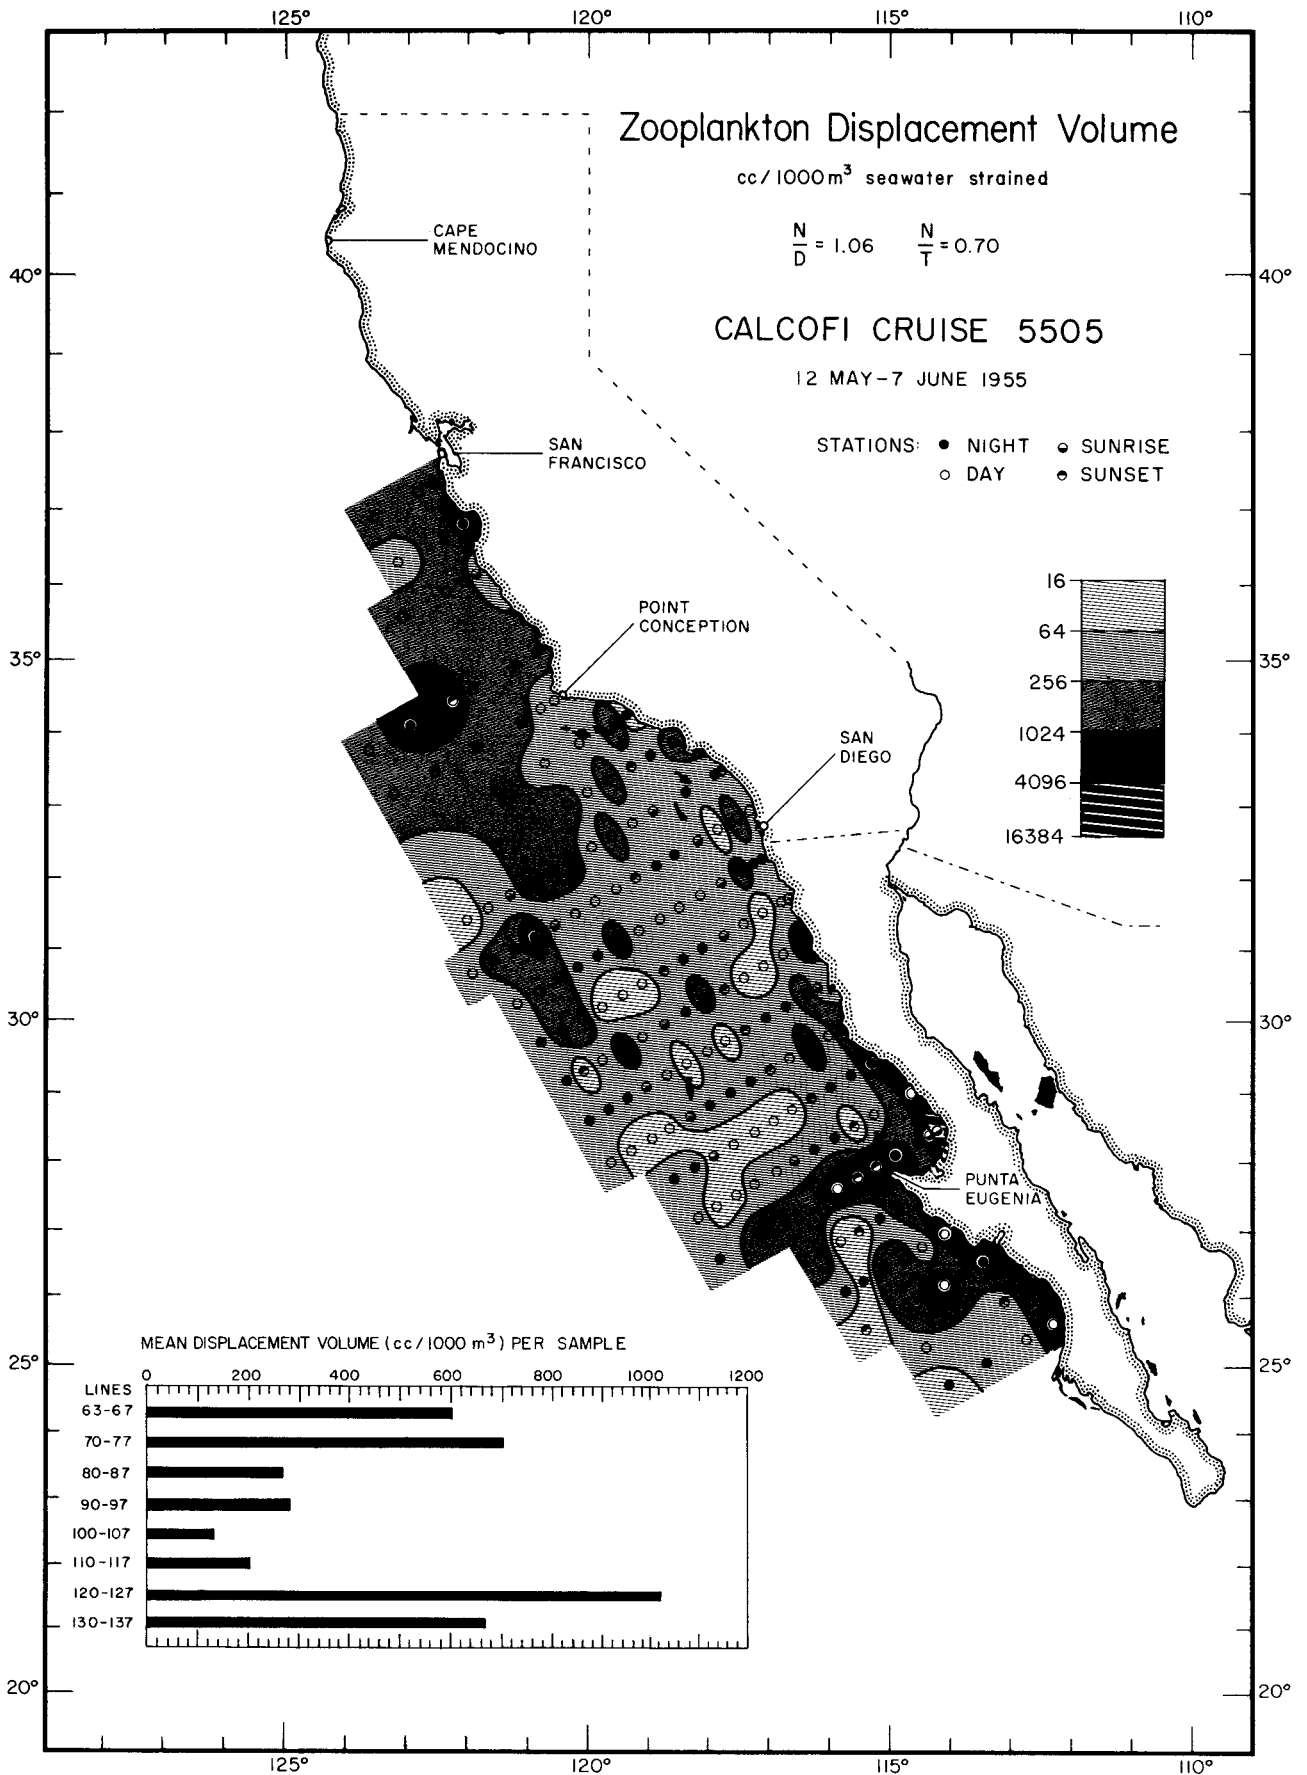 125° 120° 115° 110°
Zooplankton Displacement Volume
cc/1000m³ seawater strained
N/D = 1.06 N/T = 0.70
CAPE
MENDOCINO
40° 40°
CALCOFI CRUISE 5505
12 MAY-7 JUNE 1955
STATIONS: ● NIGHT ◒ SUNRISE
○ DAY ◓ SUNSET
SAN
FRANCISCO
16
64
256
1024
4096
16384
POINT
CONCEPTION
35° 35°
SAN
DIEGO
30° 30°
PUNTA
EUGENIA
25° 25°
MEAN DISPLACEMENT VOLUME (cc/1000 m³) PER SAMPLE
0 200 400 600 800 1000 1200
LINES
63-67
70-77
80-87
90-97
100-107
110-117
120-127
130-137
20° 20°
125° 120° 115° 110°